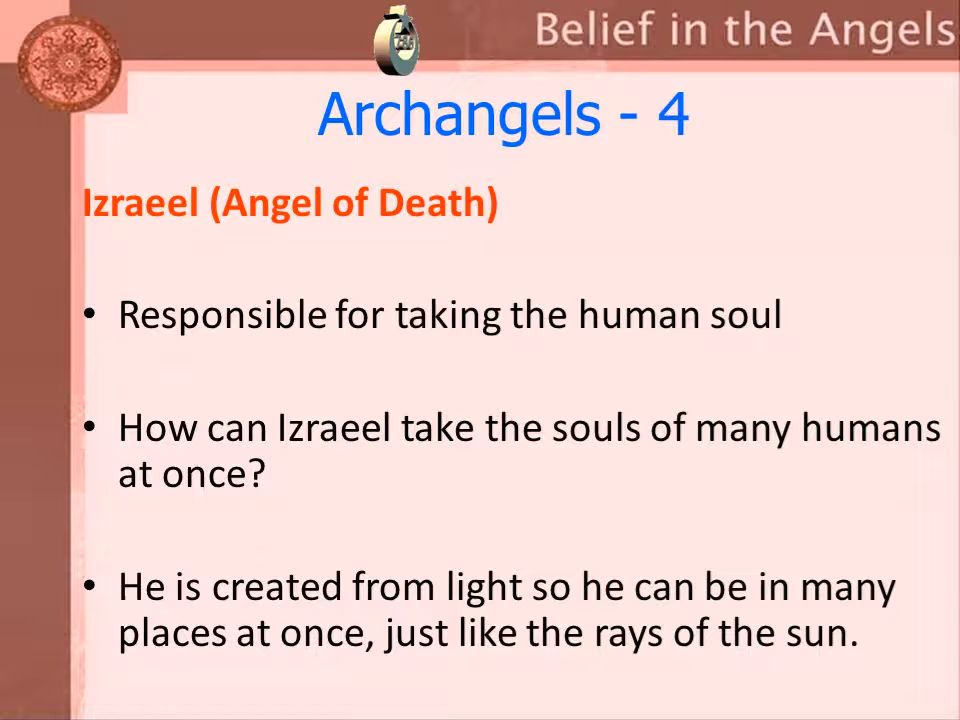 Belief in the Angels
Archangels - 4
Izraeel (Angel of Death)
• Responsible for taking the human soul
• How can Izraeel take the souls of many humans
at once?
• He is created from light so he can be in many
places at once, just like the rays of the sun.